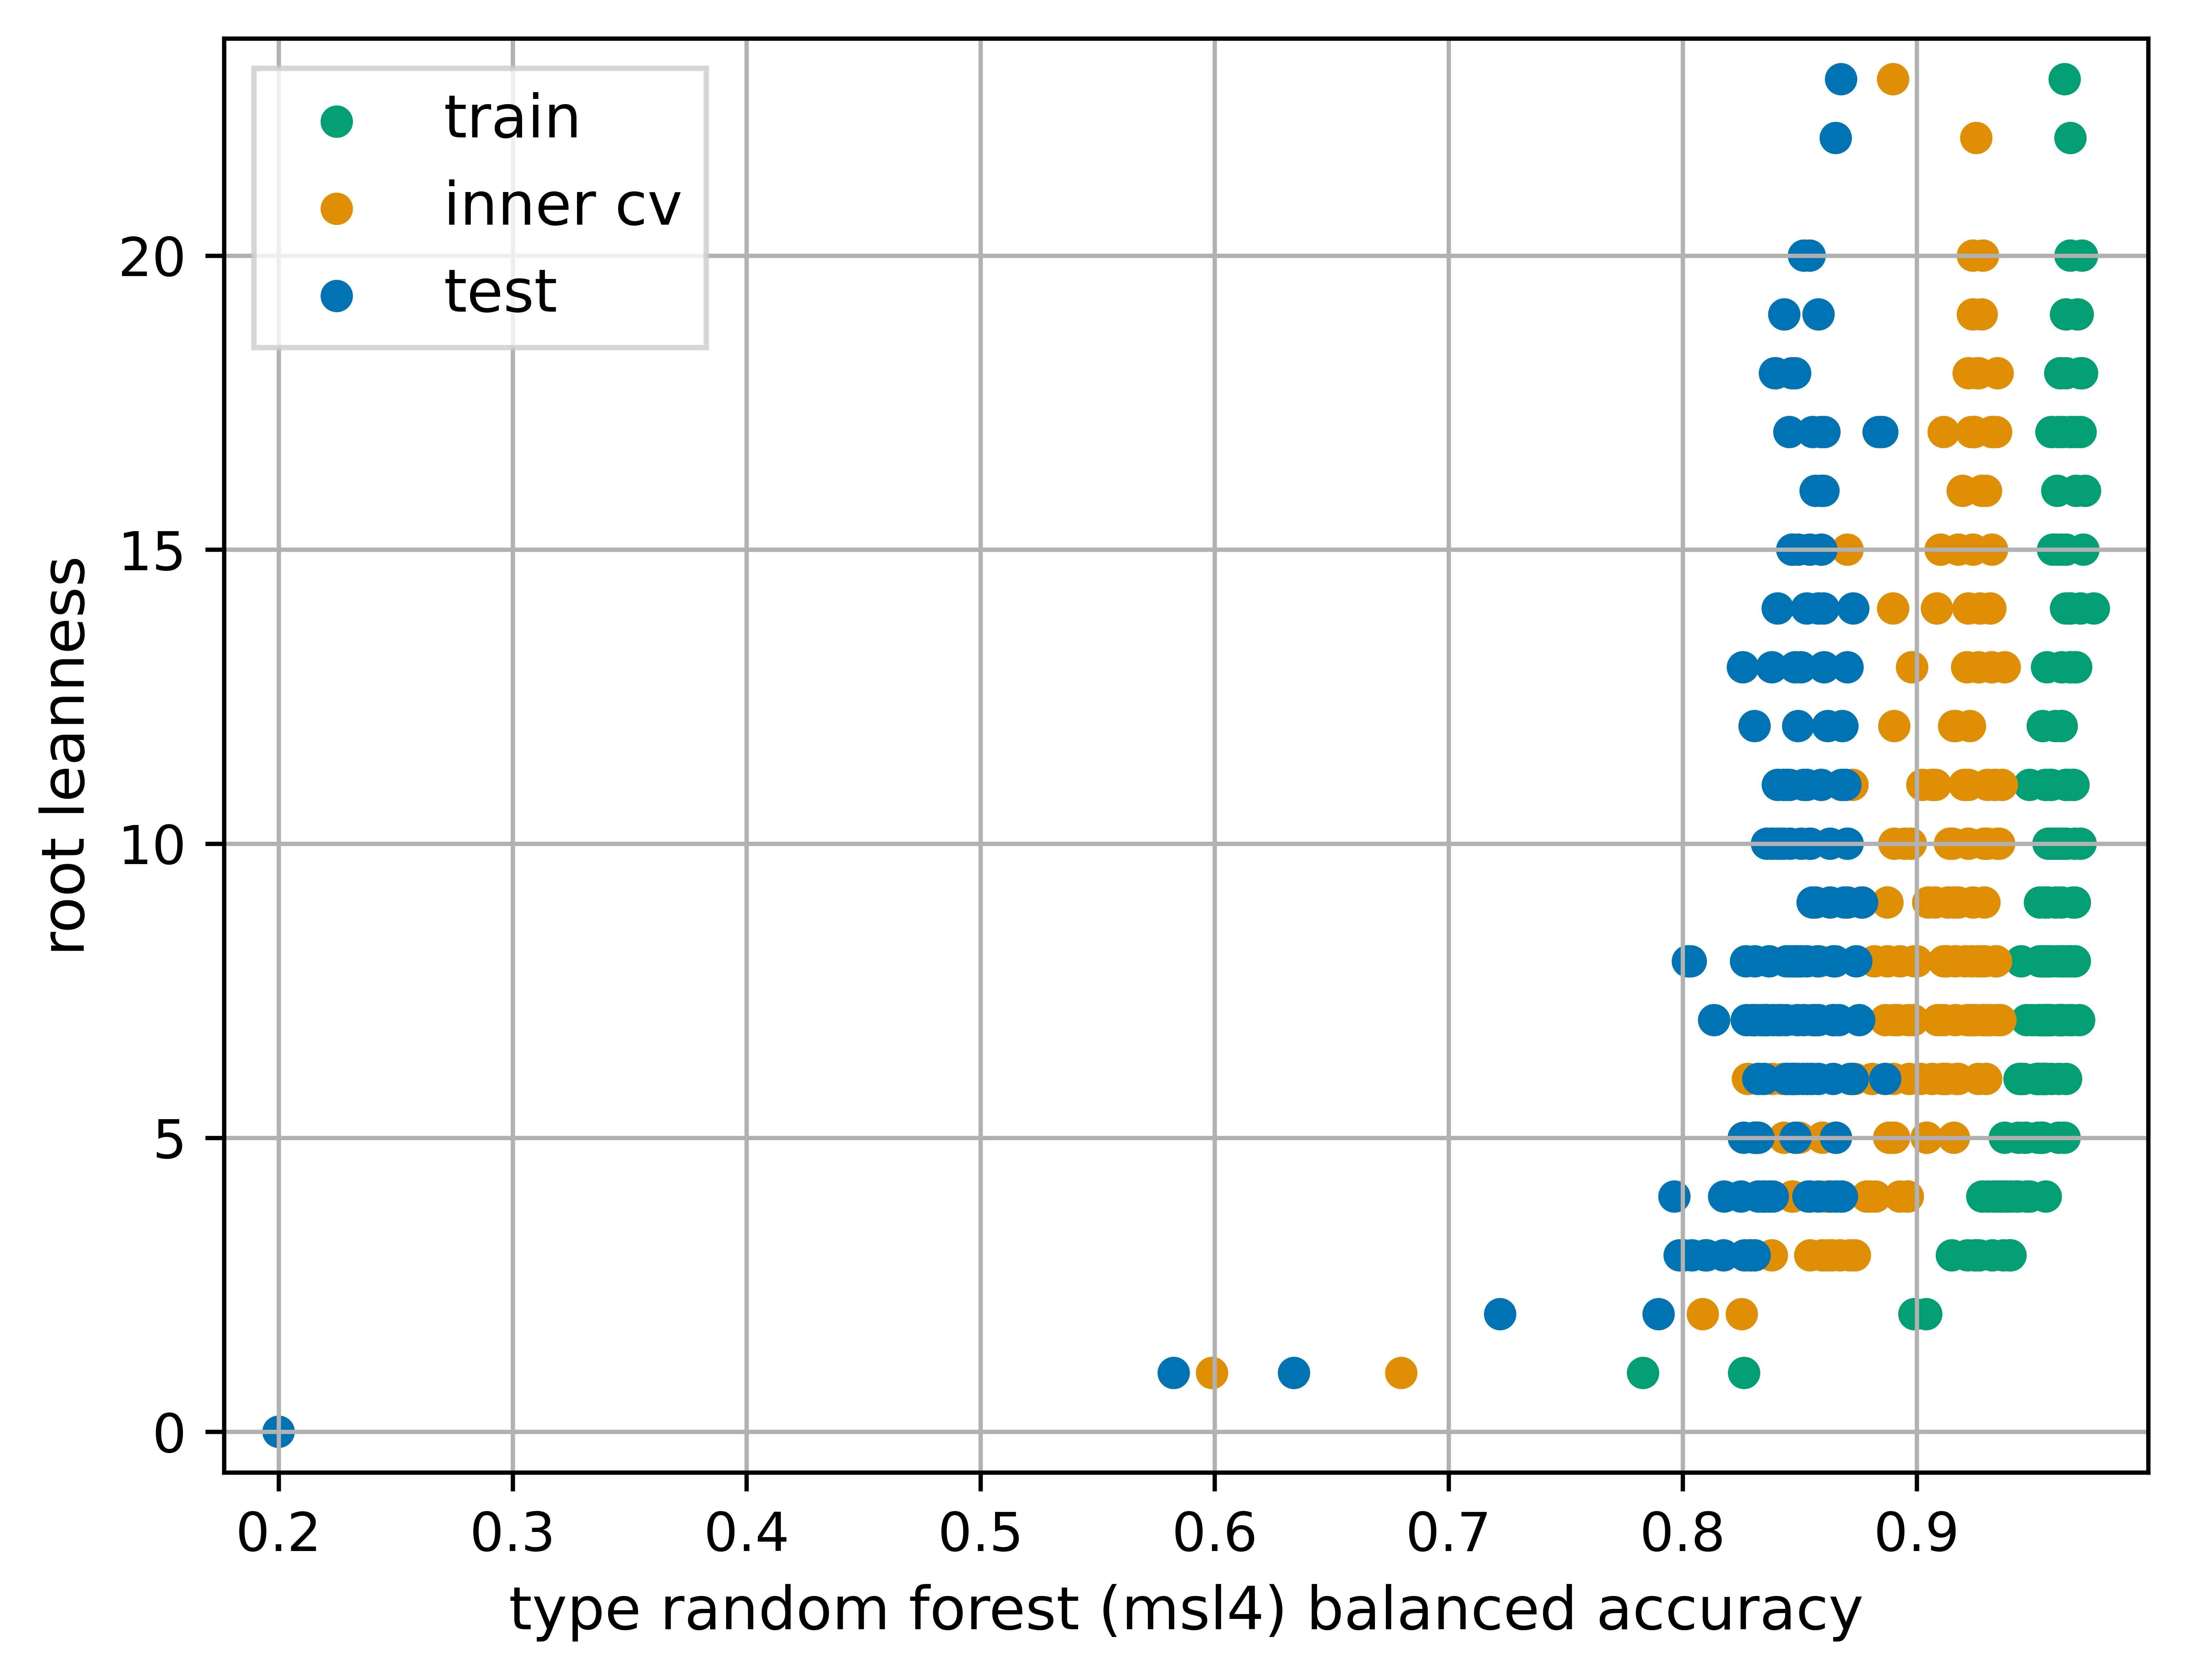 train
inner cv
test
20
15
10
5
0
root leanness
0.2 0.3 0.4 0.5 0.6 0.7 0.8 0.9
type random forest (msl4) balanced accuracy